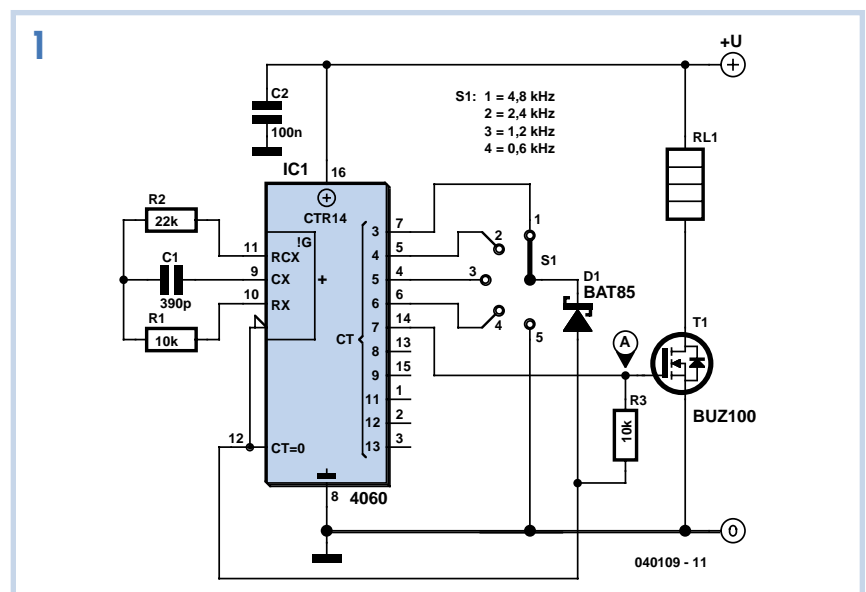 1
+U
C2
100n
S1: 1 = 4,8 kHz
2 = 2,4 kHz
3 = 1,2 kHz
4 = 0,6 kHz
RL1
IC1
16
CTR14
R2
22k
C1
390p
R1
10k
11
RCX
!G
9
CX
+
10
RX
12
CT=0
CT
3
7
4
5
5
4
6
6
7
14
8
13
9
15
11
1
12
2
13
3
8
4060
1
2
3
4
5
S1
D1
BAT85
A
R3
10k
T1
BUZ100
0
040109 - 11